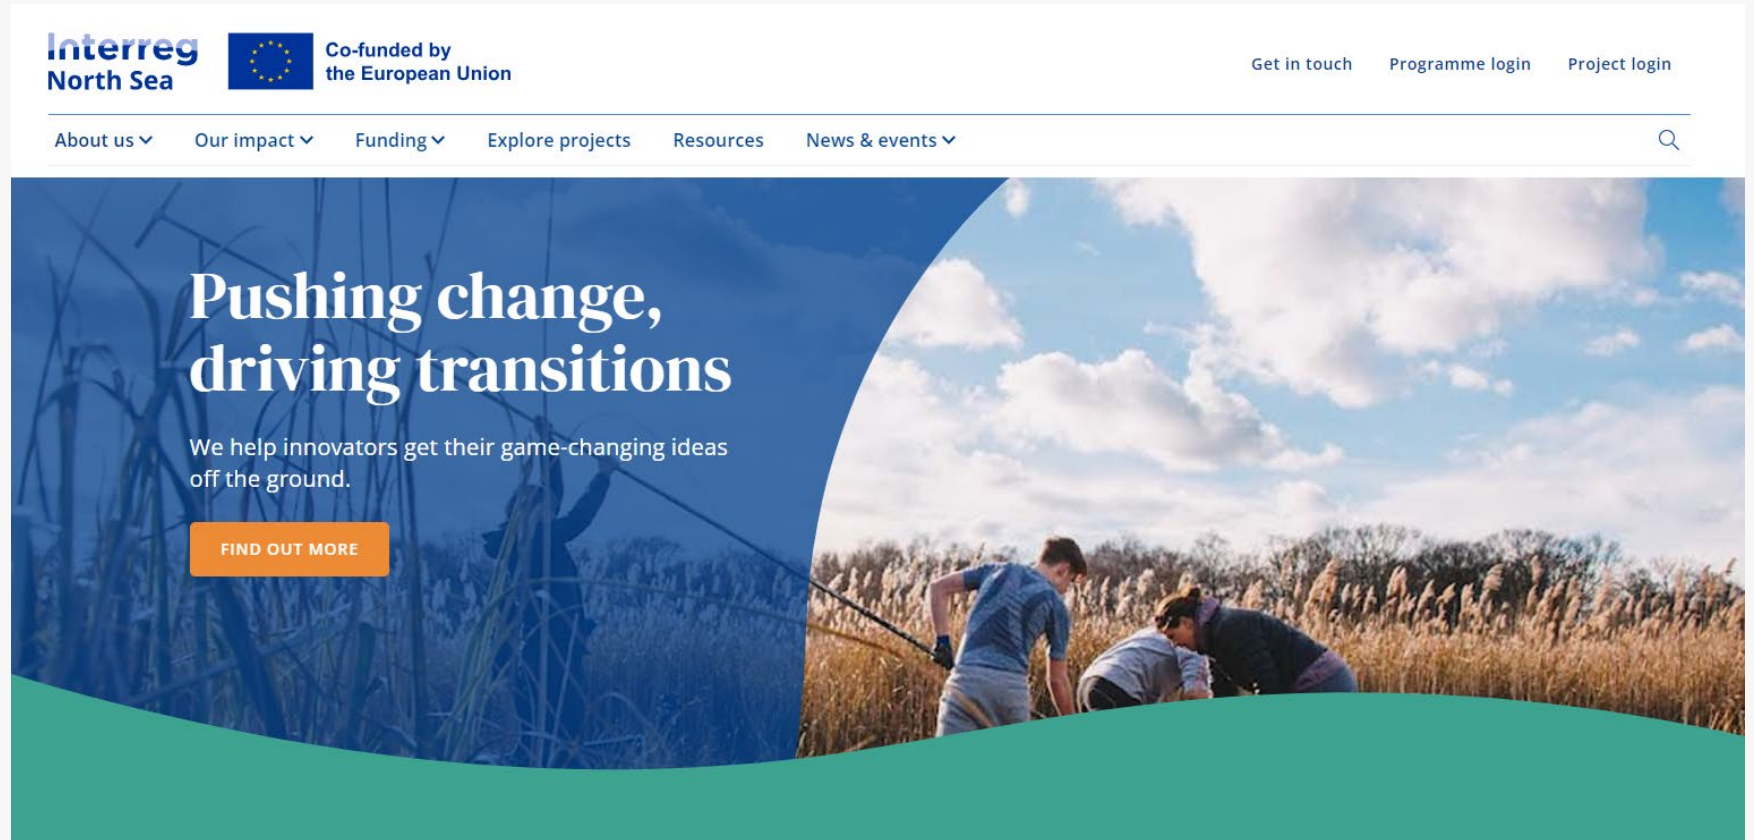 Interreg
North Sea
Co-funded by
the European Union
Get in touch
Programme login
Project login
About us
Our impact
Funding
Explore projects
Resources
News & events
Pushing change,
driving transitions
We help innovators get their game-changing ideas
off the ground.
FIND OUT MORE